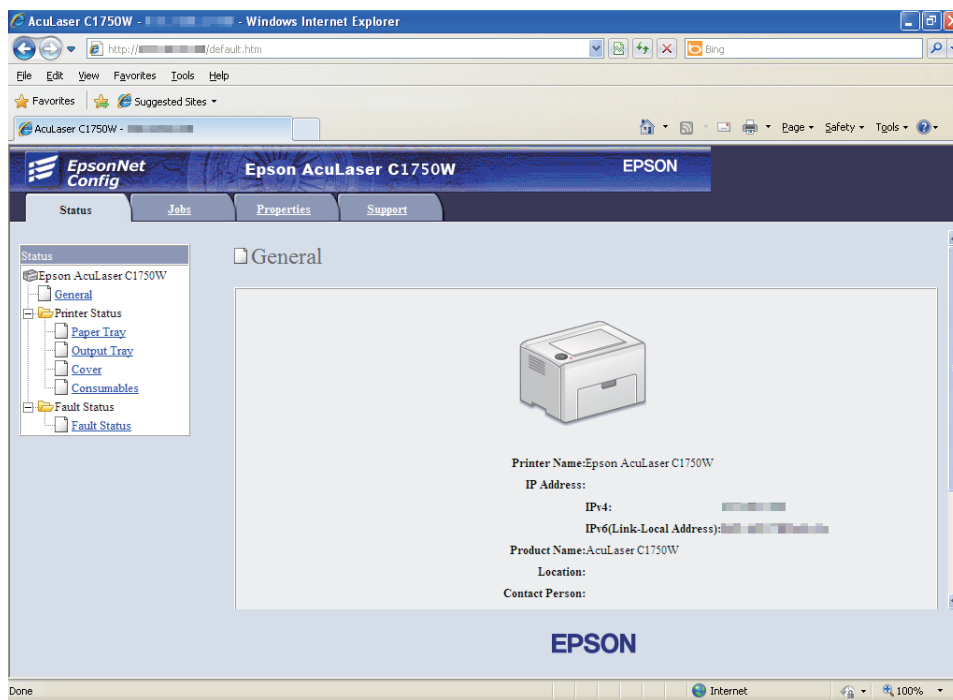 AcuLaser C1750W - - Windows Internet Explorer
http:// /default.htm
Bing
File Edit View Favorites Tools Help
Favorites Suggested Sites
AcuLaser C1750W -
Page Safety Tools
EpsonNet
Config
Epson AcuLaser C1750W
EPSON
Status Jobs Properties Support
Status
Epson AcuLaser C1750W
General
Printer Status
Paper Tray
Output Tray
Cover
Consumables
Fault Status
Fault Status
General
Printer Name:Epson AcuLaser C1750W
IP Address:
IPv4:
IPv6(Link-Local Address):
Product Name:AcuLaser C1750W
Location:
Contact Person:
EPSON
Done Internet 100%